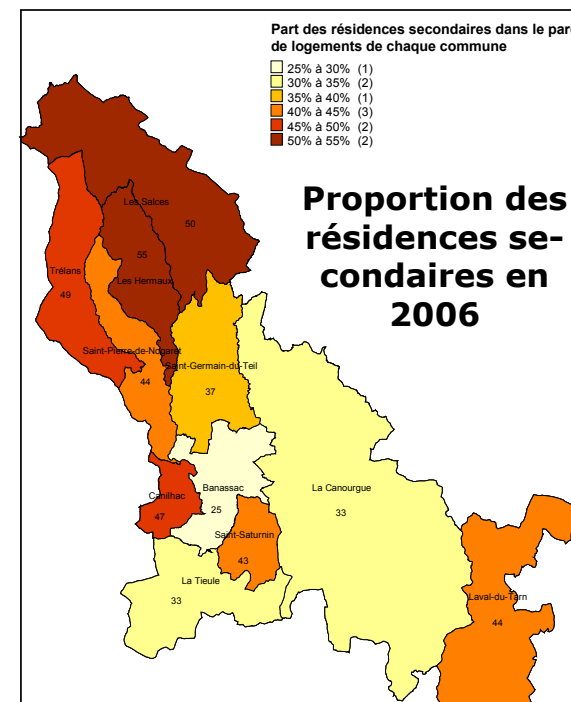 Part des résidences secondaires dans le parc
de logements de chaque commune
25% à 30% (1)
30% à 35% (2)
35% à 40% (1)
40% à 45% (3)
45% à 50% (2)
50% à 55% (2)
Proportion des
résidences se-
condaires en
2006
Les Salces
50
55
Les Hermaux
Trélans
49
Saint-Pierre-de-Nogaret
44
Saint-Germain-du-Teil
37
Banassac
25
Canilhac
47
La Canourgue
33
Saint-Saturnin
43
La Tieule
33
Laval-du-Tarn
44